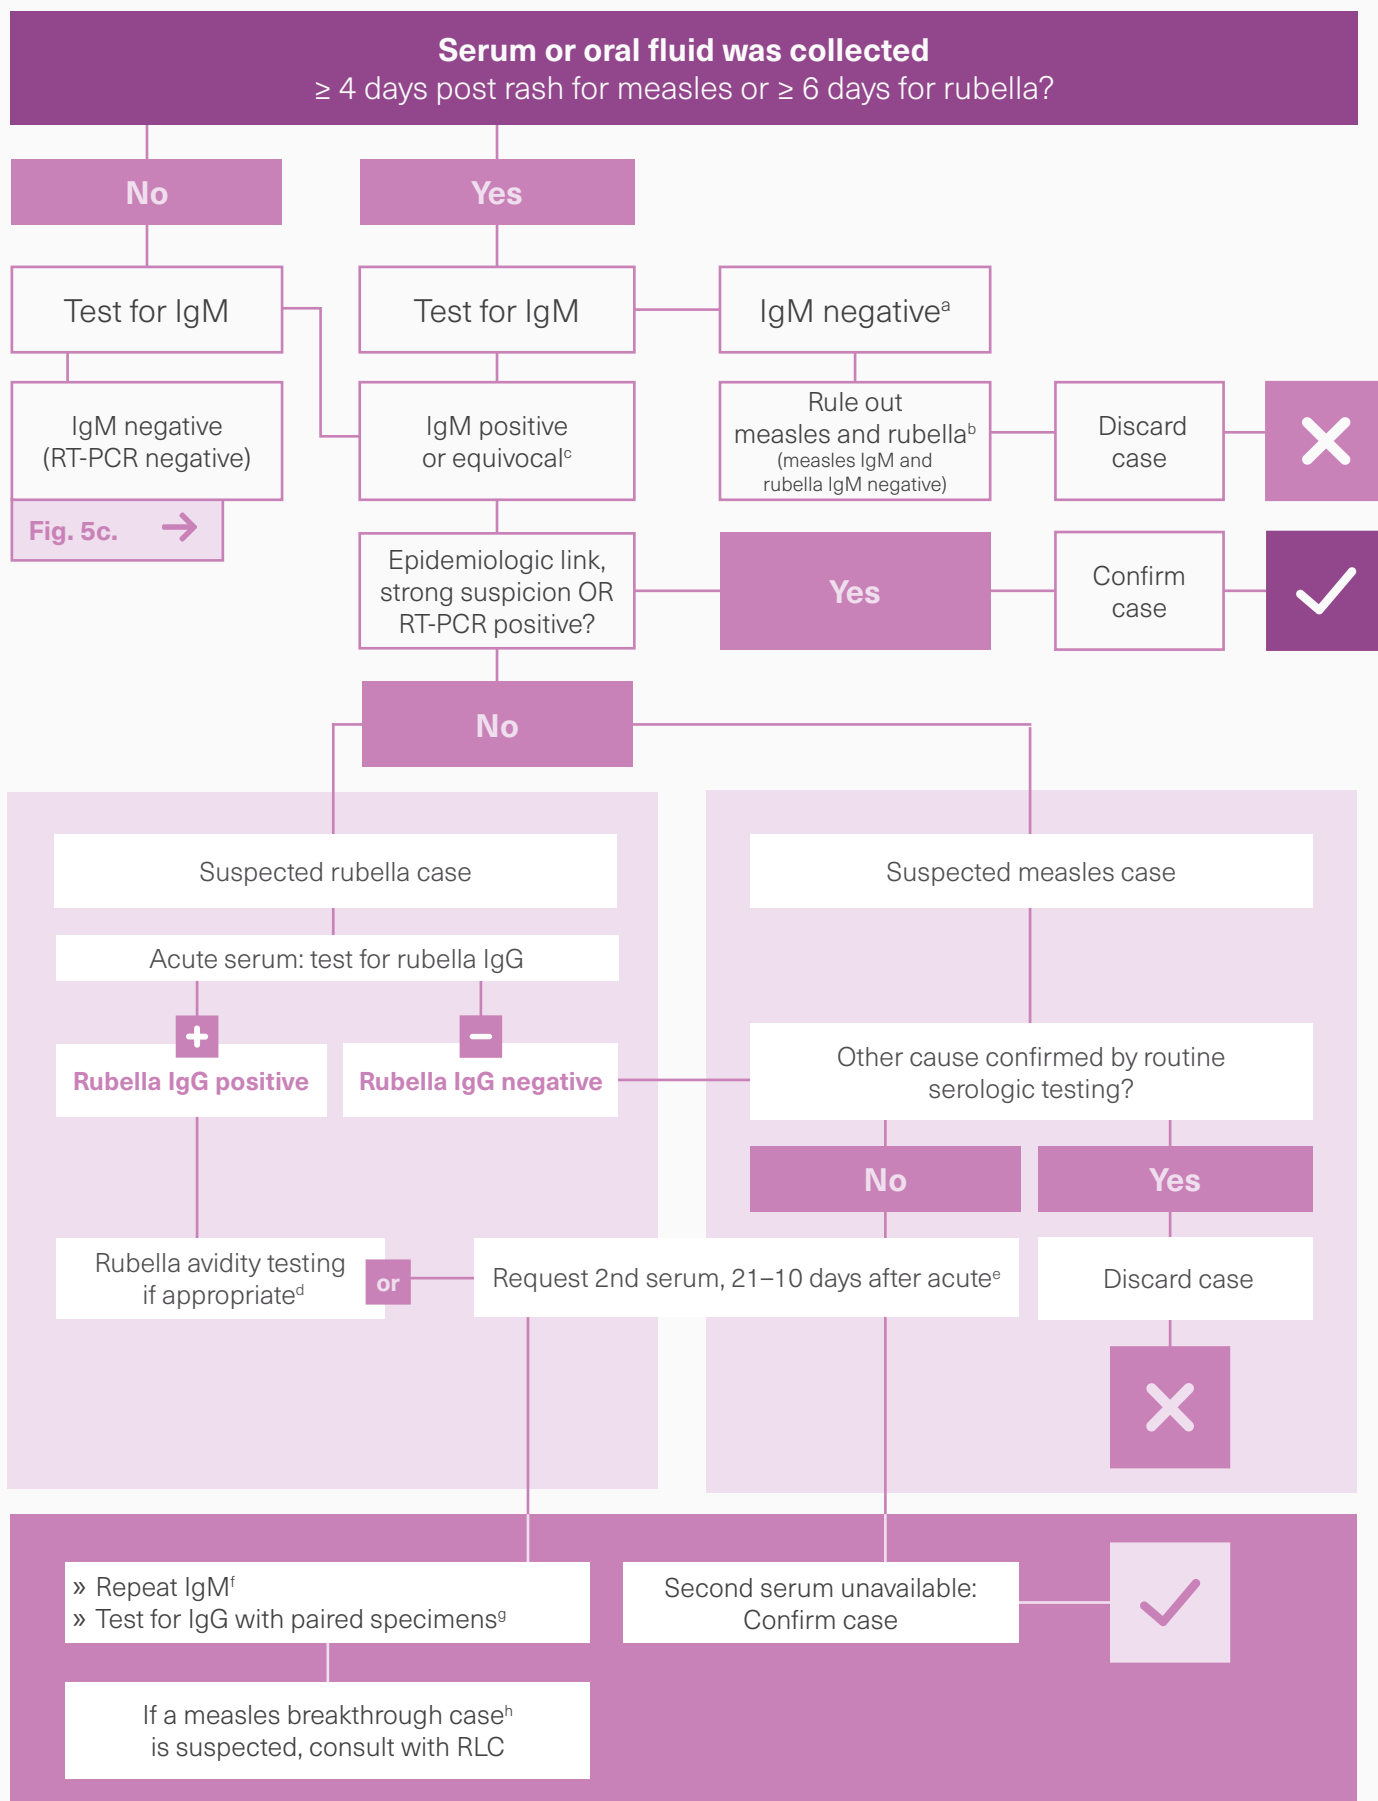 Serum or oral fluid was collected
≥ 4 days post rash for measles or ≥ 6 days for rubella?
No
Yes
Test for IgM
Test for IgM
IgM negativeᵃ
IgM negative
(RT-PCR negative)
IgM positive
or equivocalᶜ
Rule out
measles and rubellaᵇ
(measles IgM and
rubella IgM negative)
Discard
case
Fig. 5c.
Epidemiologic link,
strong suspicion OR
RT-PCR positive?
Yes
Confirm
case
No
Suspected rubella case
Suspected measles case
Acute serum: test for rubella IgG
Rubella IgG positive
Rubella IgG negative
Other cause confirmed by routine
serologic testing?
No
Yes
Rubella avidity testing
if appropriateᵈ
or
Request 2nd serum, 21–10 days after acuteᵉ
Discard case
» Repeat IgMᶠ
» Test for IgG with paired specimensᵍ
Second serum unavailable:
Confirm case
If a measles breakthrough caseʰ
is suspected, consult with RLC